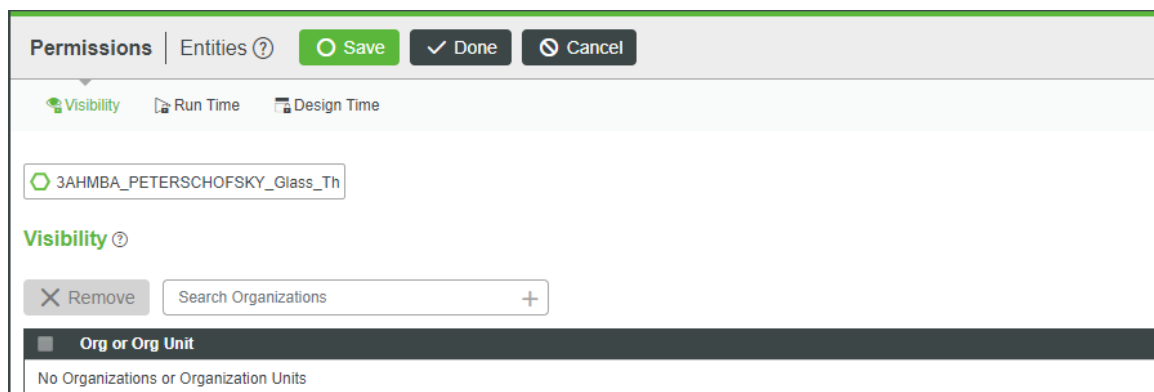 Permissions Entities ? Save Done Cancel
Visibility Run Time Design Time
3AHMBA_PETERSCHOFSKY_Glass_Th
Visibility ?
Remove Search Organizations +
Org or Org Unit
No Organizations or Organization Units